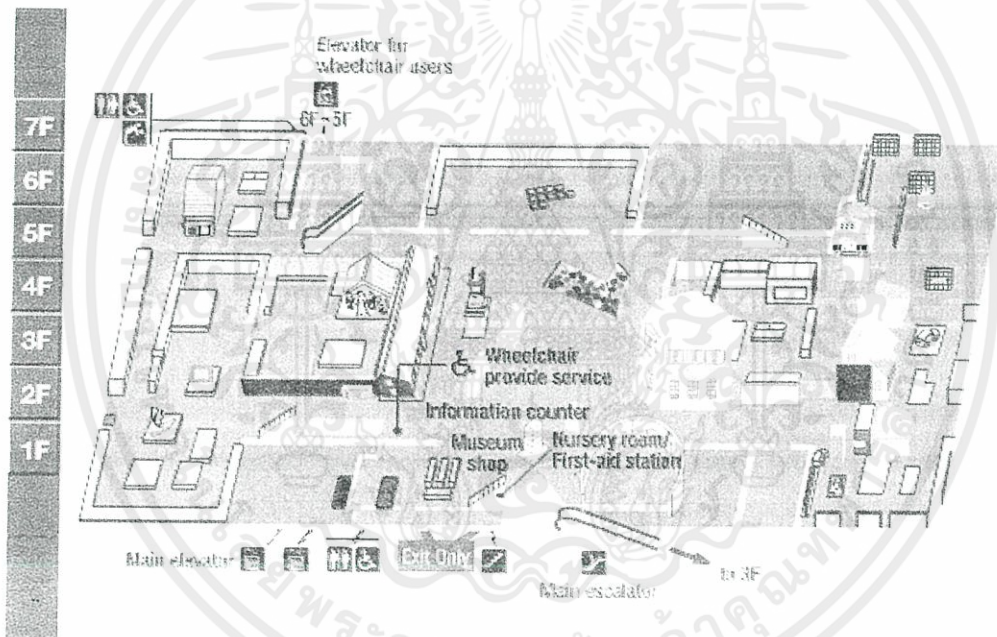 Elevator for
wheelchair users
6F~5F
7F
6F
5F
4F
3F
2F
1F
Wheelchair
provide service
Information counter
Museum
shop
Nursery room/
First-aid station
Main elevator
Exit Only
Main escalator
to 3F